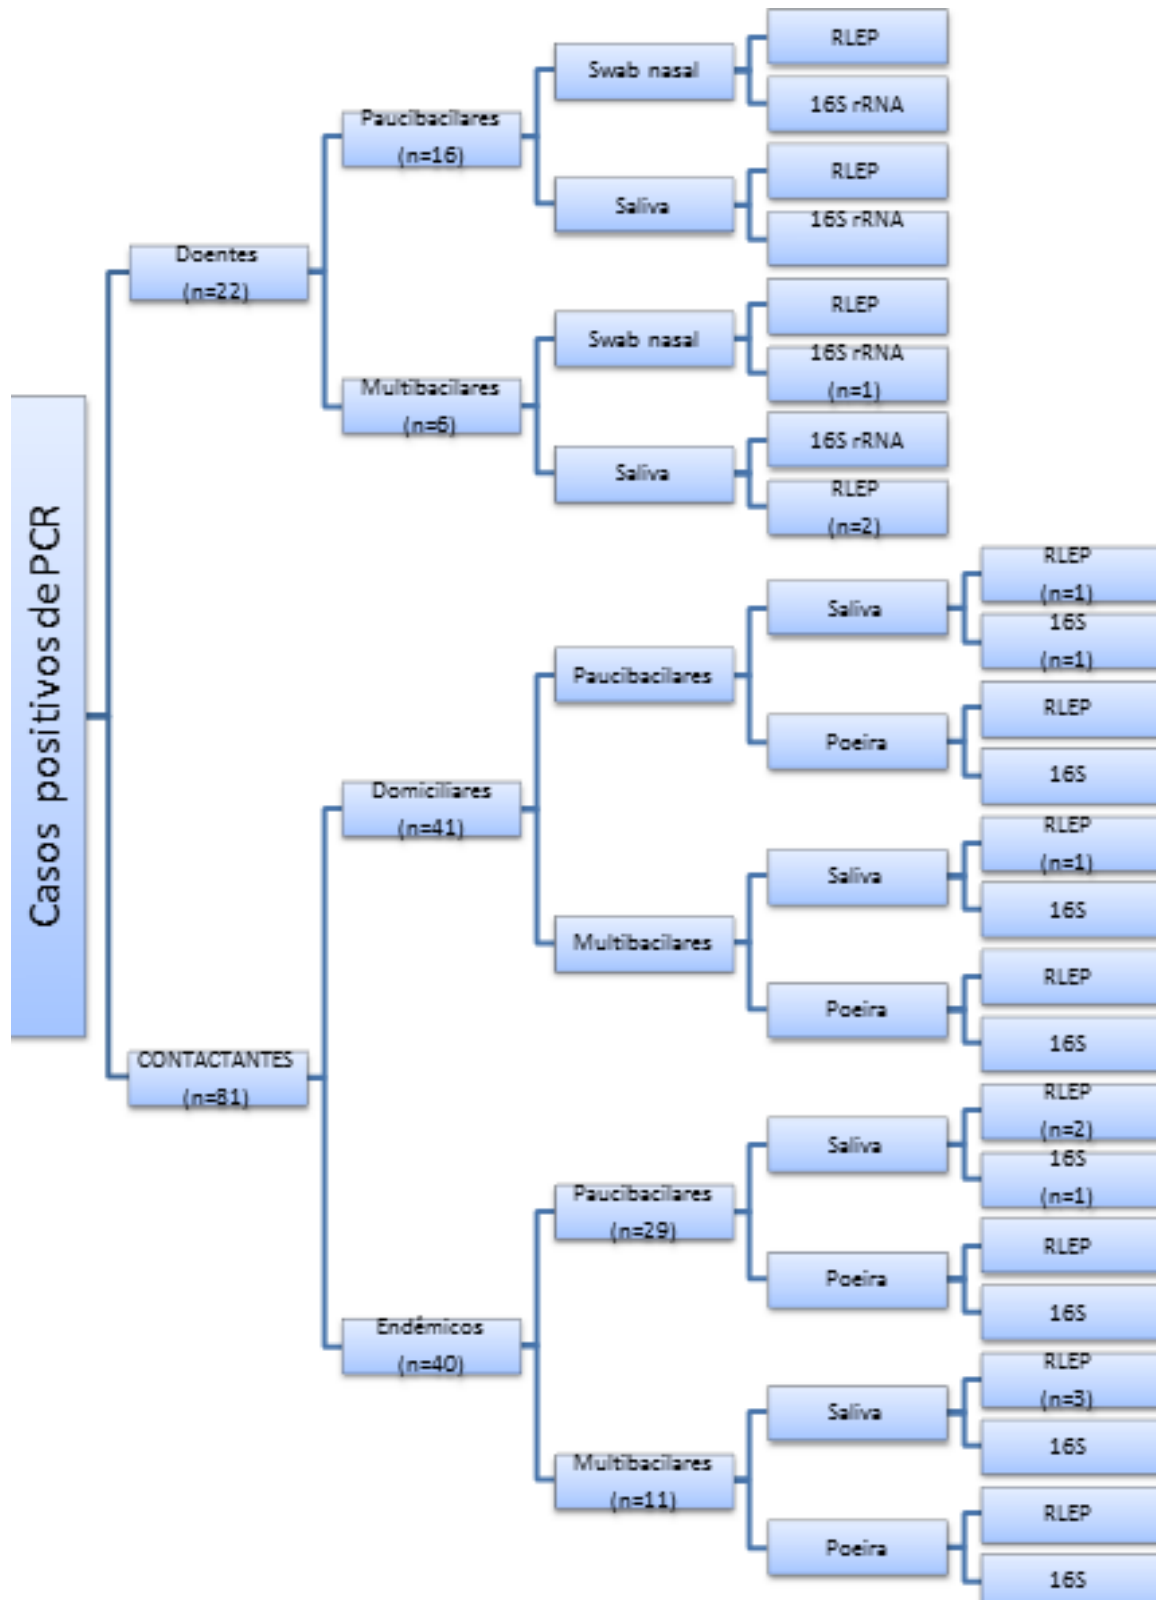 Casos positivos de PCR
Doentes
(n=22)
Paucibacilares
(n=16)
Swab nasal
RLEP
16S rRNA
Saliva
RLEP
16S rRNA
Multibacilares
(n=6)
Swab nasal
RLEP
16S rRNA
(n=1)
Saliva
16S rRNA
RLEP
(n=2)
CONTACTANTES
(n=81)
Domiciliares
(n=41)
Paucibacilares
Saliva
RLEP
(n=1)
16S
(n=1)
Poeira
RLEP
16S
Multibacilares
Saliva
RLEP
(n=1)
16S
Poeira
RLEP
16S
Endêmicos
(n=40)
Paucibacilares
(n=29)
Saliva
RLEP
(n=2)
16S
(n=1)
Poeira
RLEP
16S
Multibacilares
(n=11)
Saliva
RLEP
(n=3)
16S
Poeira
RLEP
16S